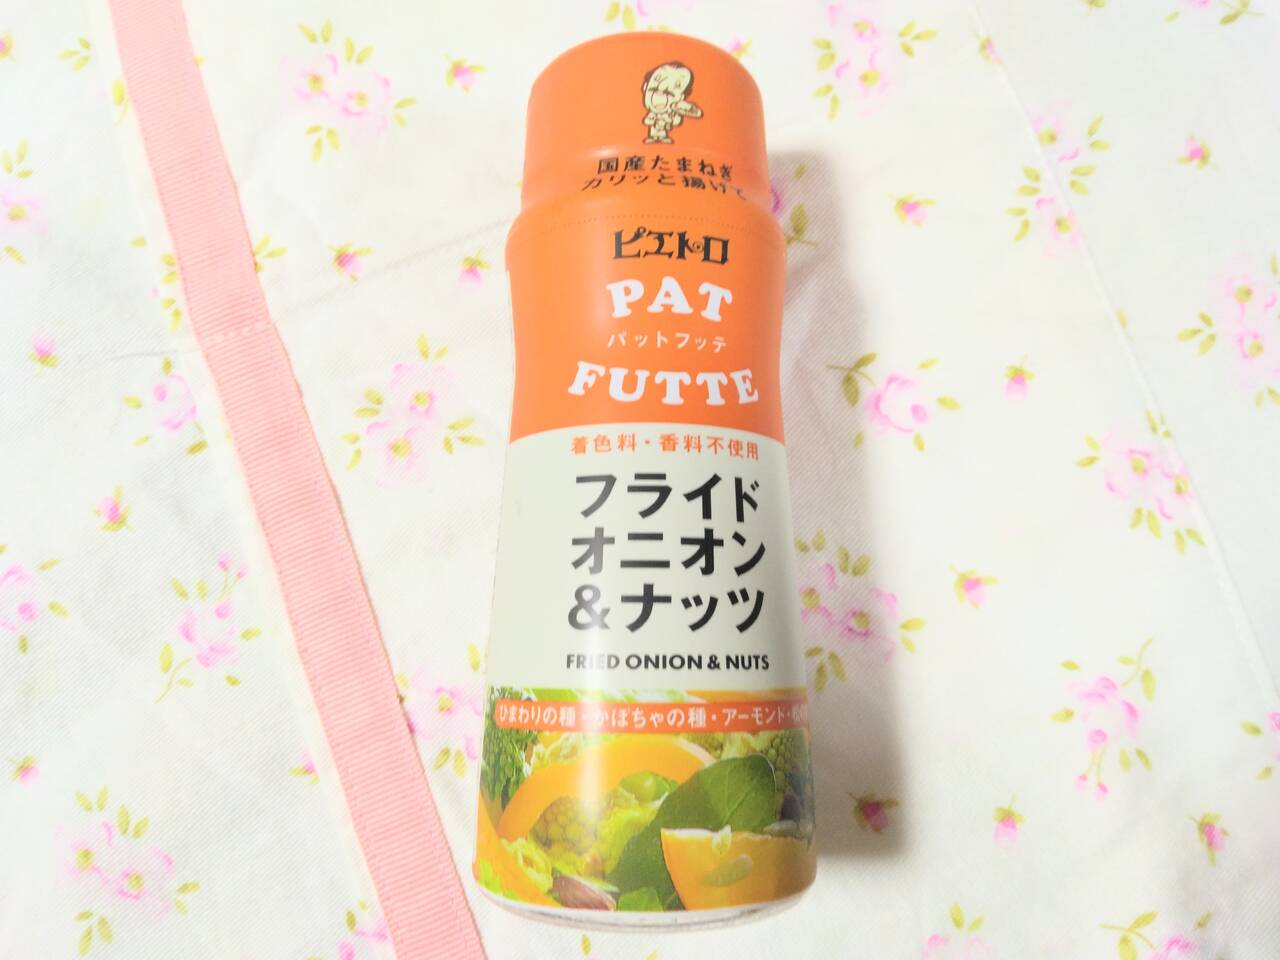 国産たまねぎ
カリッと揚げて
ピエトロ
PAT
パットフッテ
FUTTE
着色料・香料不使用
フライド
オニオン
&ナッツ
FRIED ONION & NUTS
ひまわりの種・かぼちゃの種・アーモンド・松